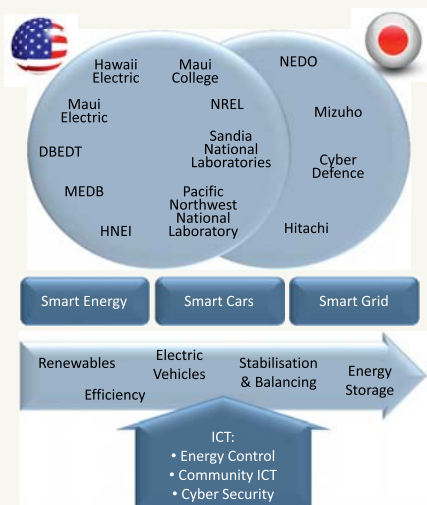 Hawaii
Electric
Maui
College
NEDO
Maui
Electric
NREL
Mizuho
DBEDT
Sandia
National
Laboratories
Cyber
Defence
MEDB
Pacific
Northwest
National
Laboratory
HNEI
Hitachi
Smart Energy
Smart Cars
Smart Grid
Renewables
Efficiency
Electric
Vehicles
Stabilisation
& Balancing
Energy
Storage
ICT:
• Energy Control
• Community ICT
• Cyber Security